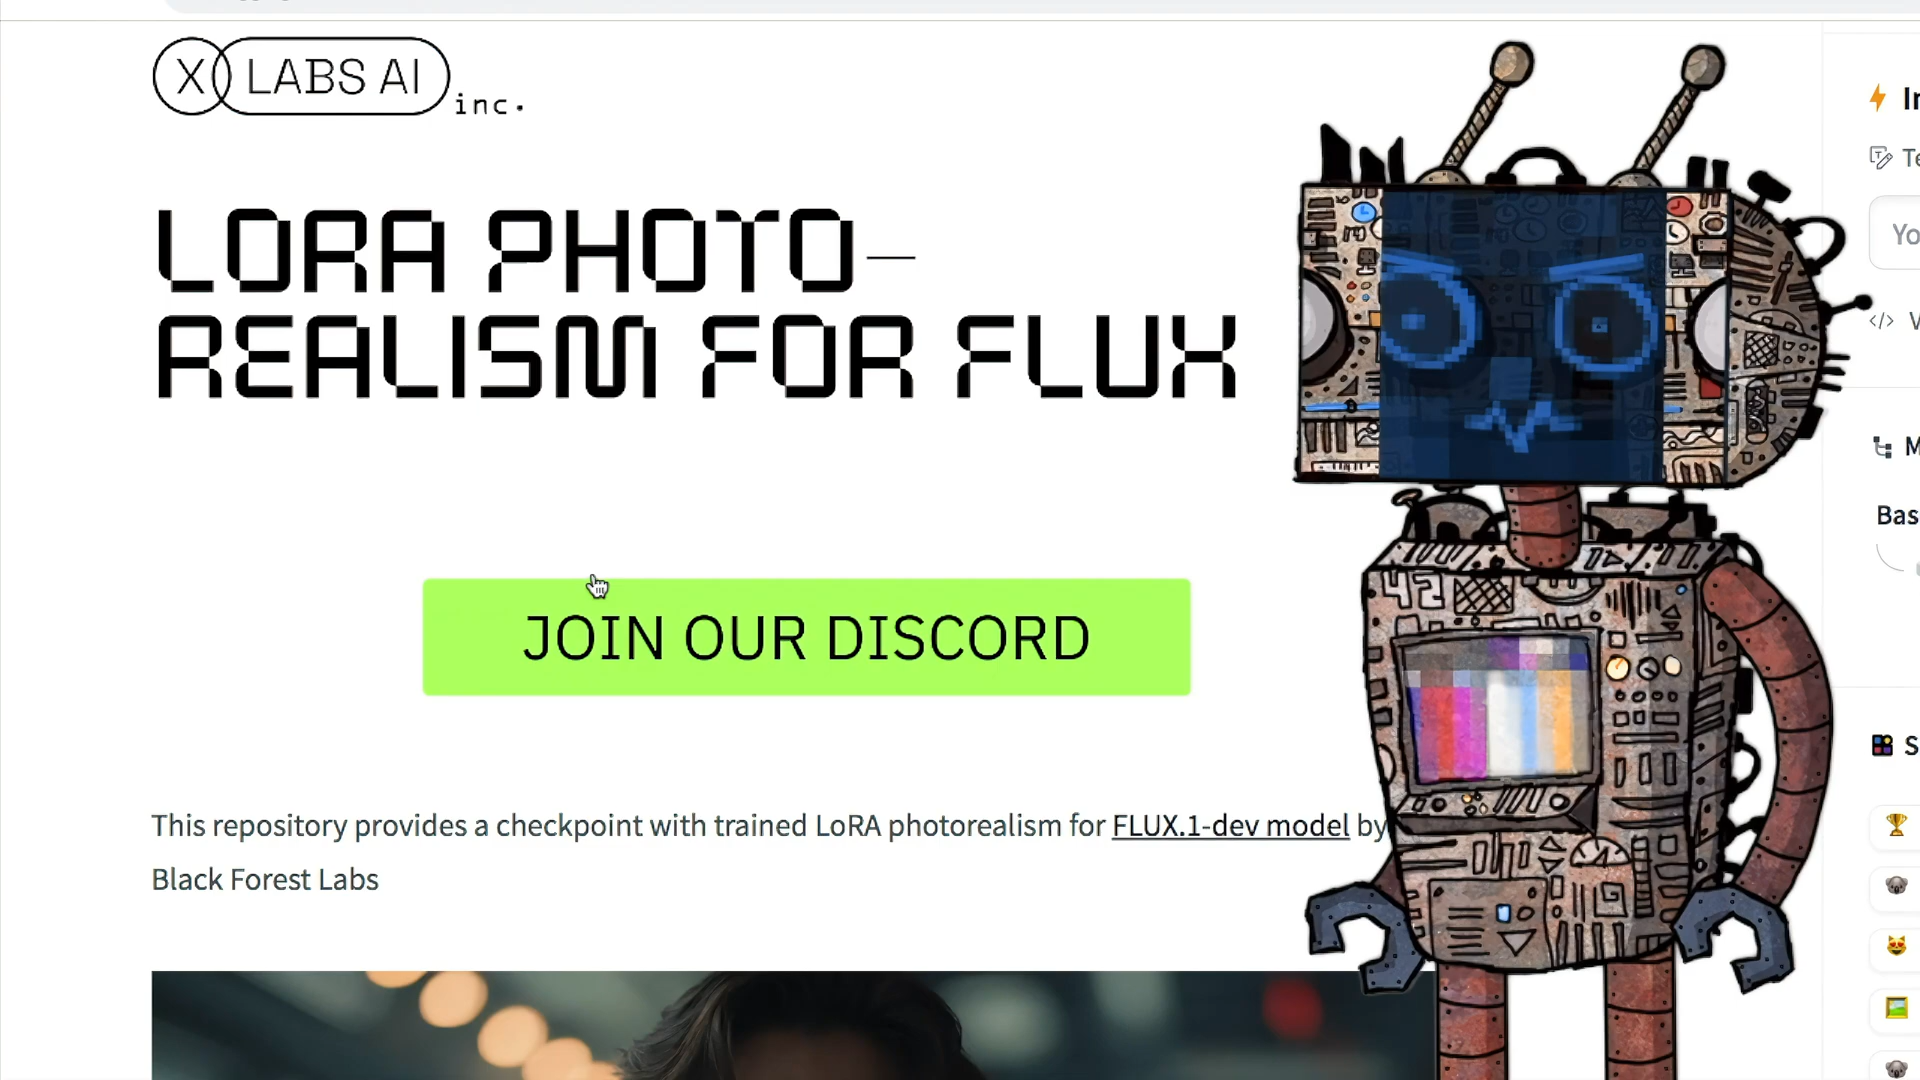 X LABS AI inc.
LORA PHOTO—
REALISM FOR FLUX
JOIN OUR DISCORD
This repository provides a checkpoint with trained LoRA photorealism for FLUX.1-dev model by
Black Forest Labs
42